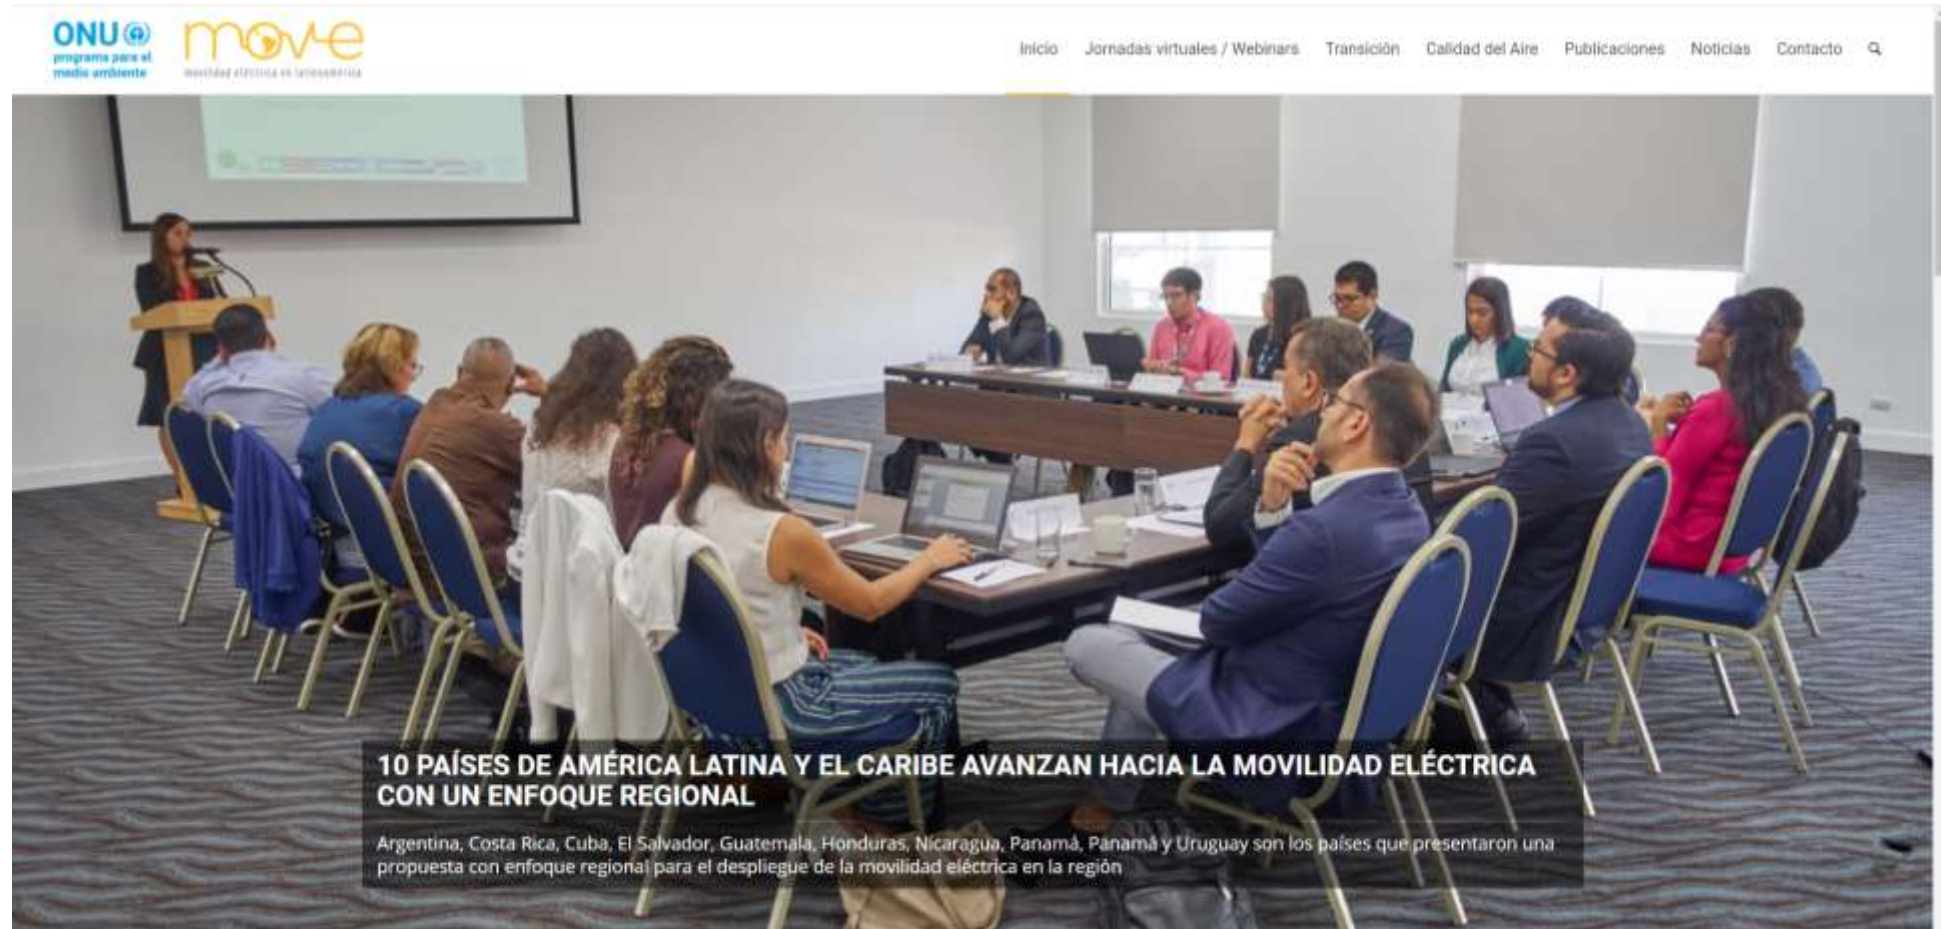 ONU
programa para el
medio ambiente
move
movilidad eléctrica en latinoamérica
Inicio Jornadas virtuales / Webinars Transición Calidad del Aire Publicaciones Noticias Contacto
10 PAÍSES DE AMÉRICA LATINA Y EL CARIBE AVANZAN HACIA LA MOVILIDAD ELÉCTRICA
CON UN ENFOQUE REGIONAL
Argentina, Costa Rica, Cuba, El Salvador, Guatemala, Honduras, Nicaragua, Panamá, Panamá y Uruguay son los países que presentaron una
propuesta con enfoque regional para el despliegue de la movilidad eléctrica en la región